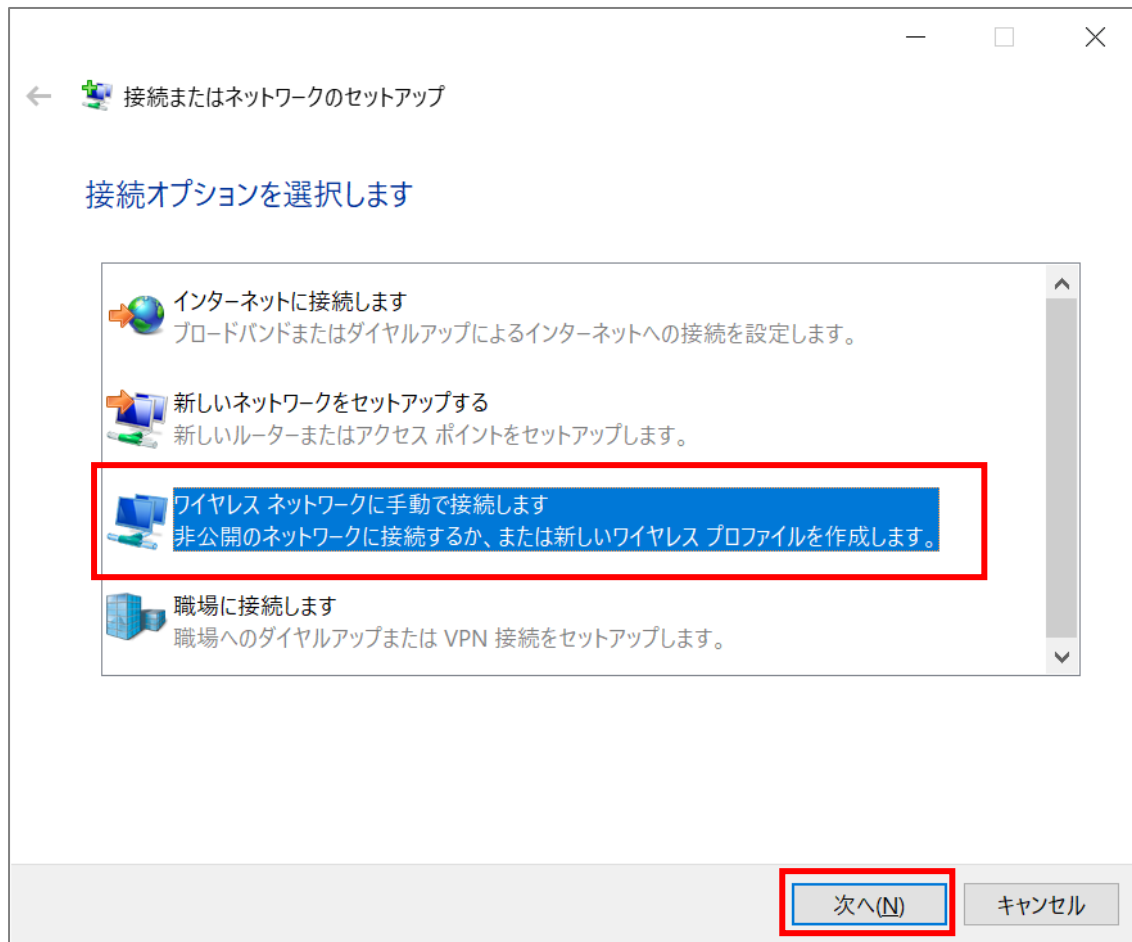 接続またはネットワークのセットアップ
接続オプションを選択します
インターネットに接続します
ブロードバンドまたはダイヤルアップによるインターネットへの接続を設定します。
新しいネットワークをセットアップする
新しいルーターまたはアクセス ポイントをセットアップします。
ワイヤレス ネットワークに手動で接続します
非公開のネットワークに接続するか、または新しいワイヤレス プロファイルを作成します。
職場に接続します
職場へのダイヤルアップまたは VPN 接続をセットアップします。
次へ(N)
キャンセル